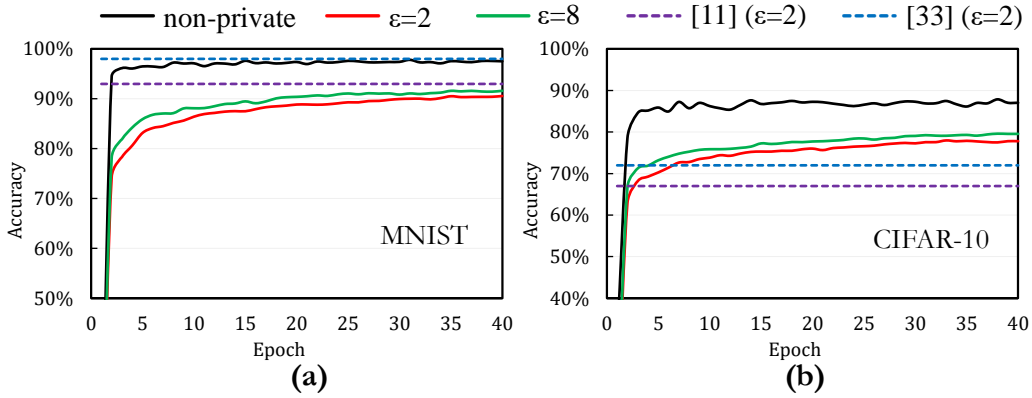 non-private ε=2 ε=8 [11] (ε=2) [33] (ε=2)
100%
90%
80%
70%
60%
50%
Accuracy
MNIST
0 5 10 15 20 25 30 35 40
Epoch
(a)
100%
90%
80%
70%
60%
50%
40%
Accuracy
CIFAR-10
0 5 10 15 20 25 30 35 40
Epoch
(b)